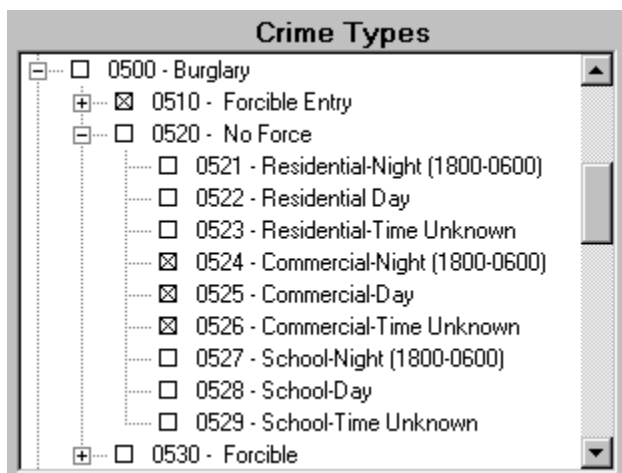 Crime Types
0500 - Burglary
0510 - Forcible Entry
0520 - No Force
0521 - Residential-Night (1800-0600)
0522 - Residential Day
0523 - Residential-Time Unknown
0524 - Commercial-Night (1800-0600)
0525 - Commercial-Day
0526 - Commercial-Time Unknown
0527 - School-Night (1800-0600)
0528 - School-Day
0529 - School-Time Unknown
0530 - Forcible